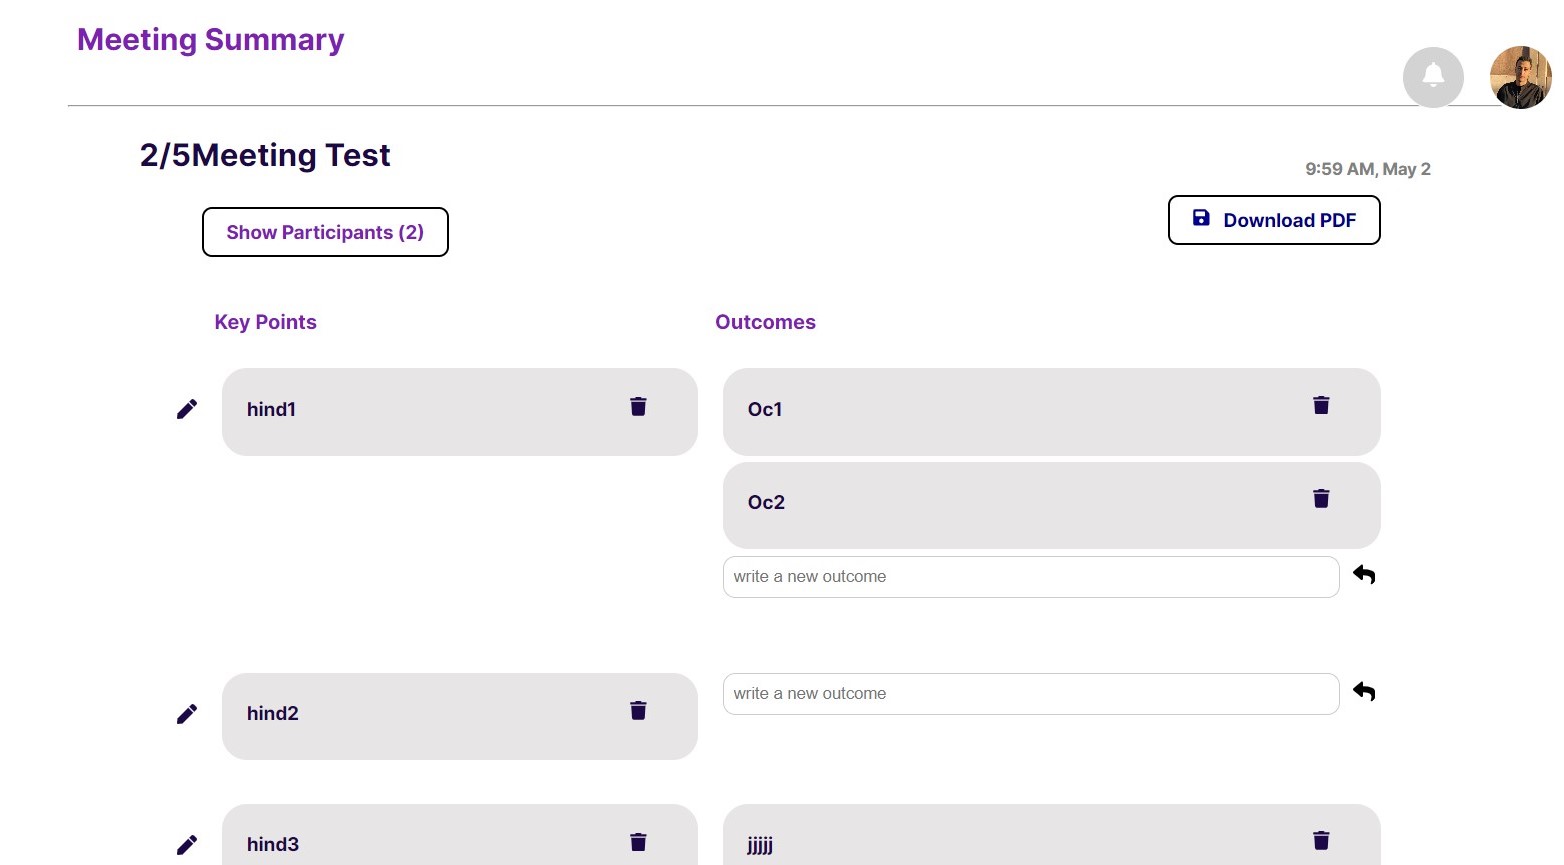 Meeting Summary
2/5Meeting Test
9:59 AM, May 2
Show Participants (2)
Download PDF
Key Points
Outcomes
hind1
Oc1
Oc2
write a new outcome
hind2
write a new outcome
hind3
jjjjj